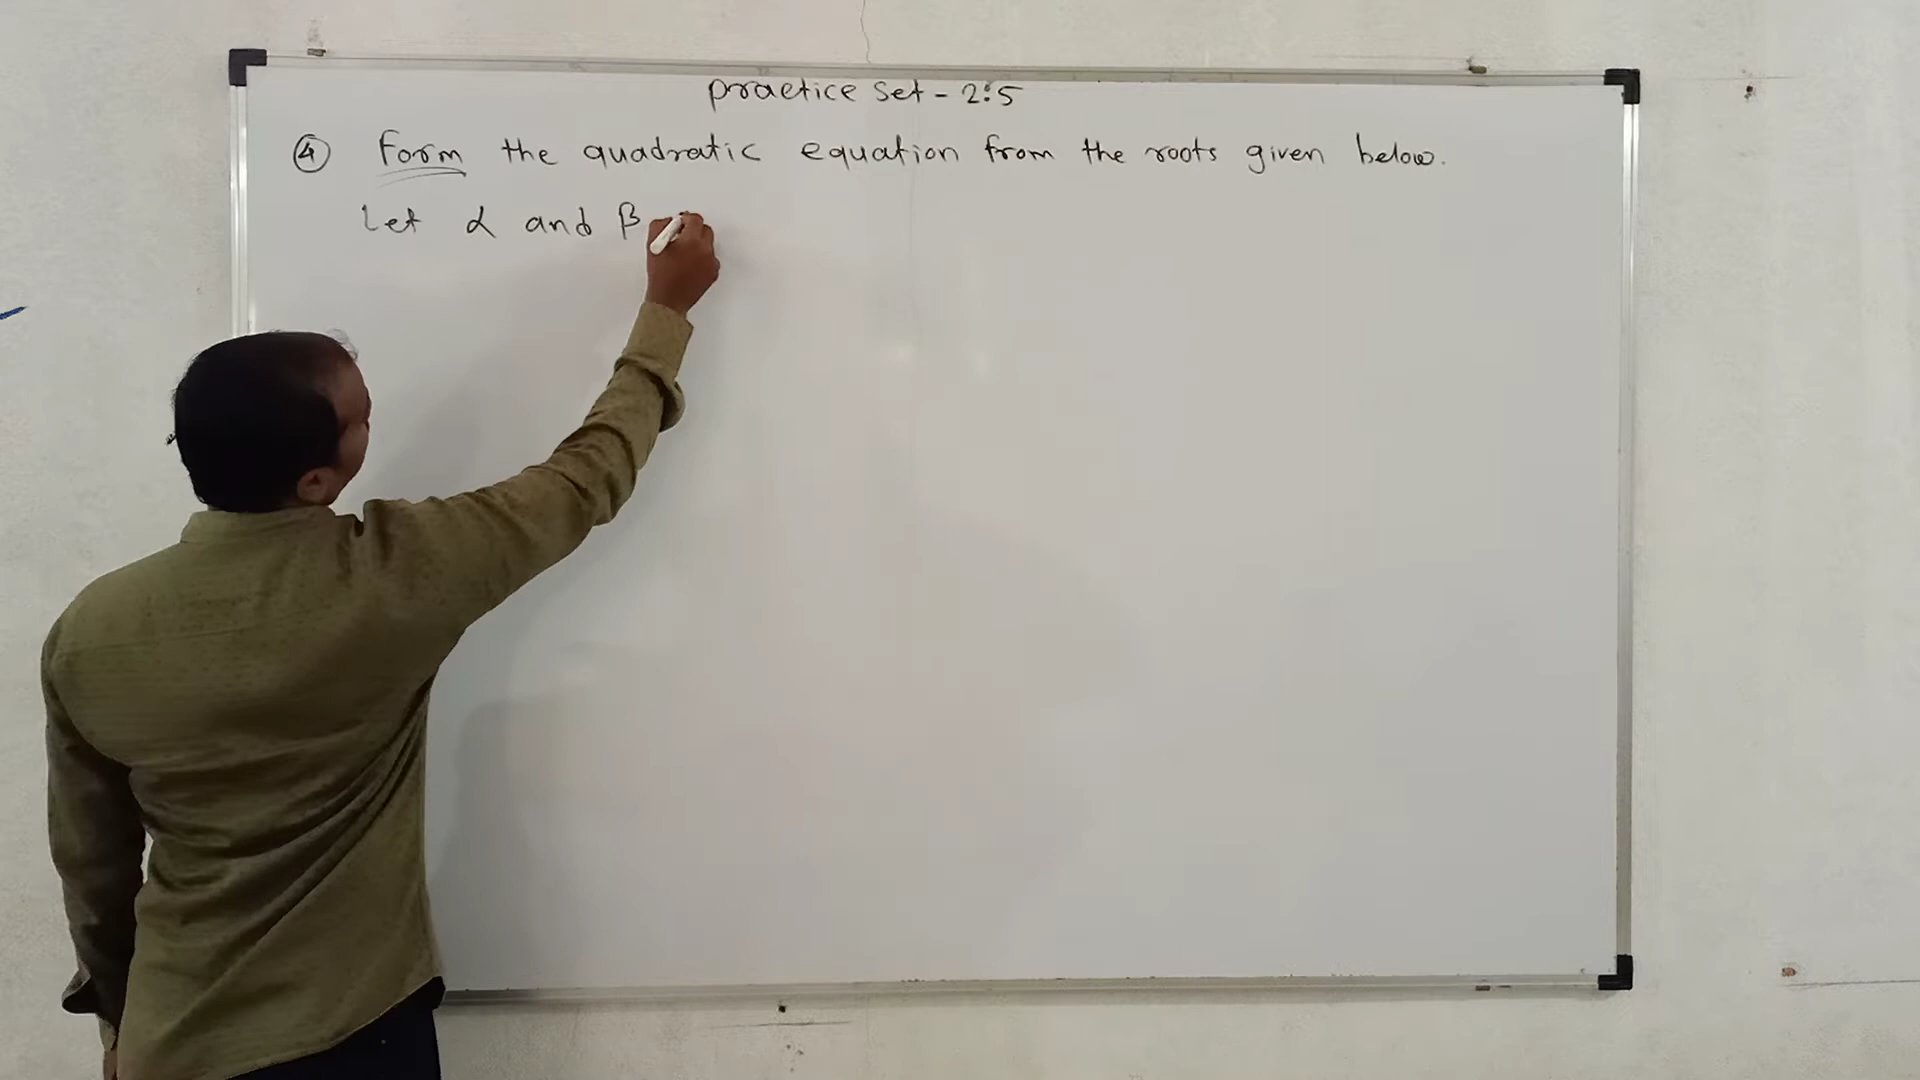 Practice Set - 2:5
④ Form the quadratic equation from the roots given below.
Let α and β